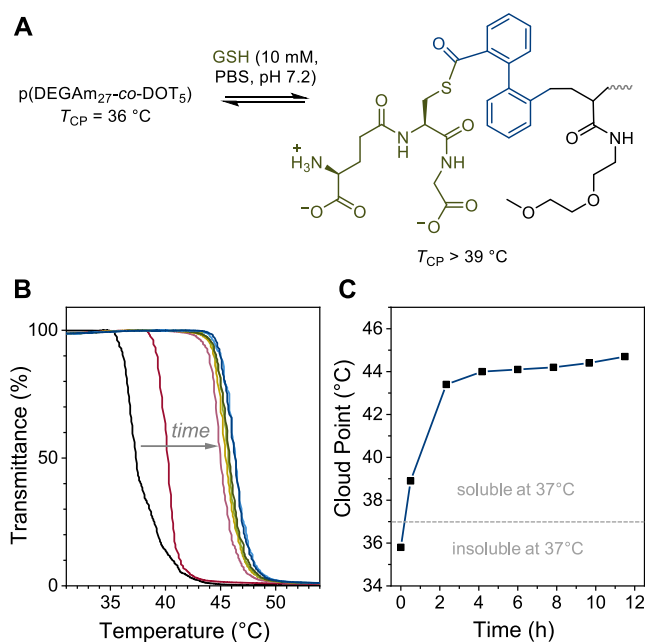 A
p(DEGAm27-co-DOT5)
TCP = 36 °C
GSH (10 mM,
PBS, pH 7.2)
O
S
O
O
O
N
H
H
N
NH
+
H3N
O
O
−O
O
−O
O
O
TCP > 39 °C
B
100
50
0
Transmittance (%)
time
35
40
45
50
Temperature (°C)
C
46
44
42
40
38
36
34
Cloud Point (°C)
soluble at 37°C
insoluble at 37°C
0
2
4
6
8
10
12
Time (h)